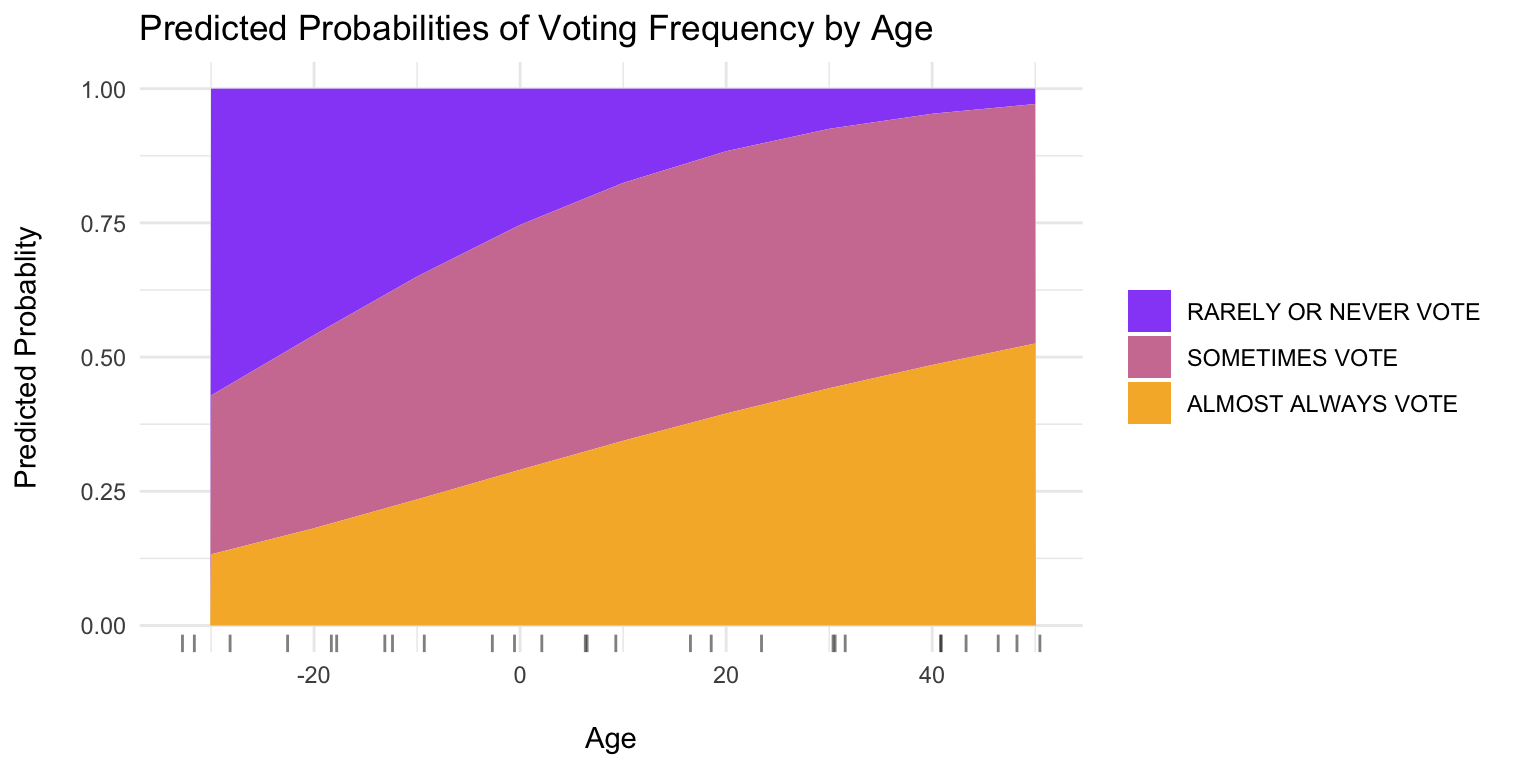 Predicted Probabilities of Voting Frequency by Age
1.00
0.75
0.50
0.25
0.00
Predicted Probablity
-20 0 20 40
Age
RARELY OR NEVER VOTE
SOMETIMES VOTE
ALMOST ALWAYS VOTE